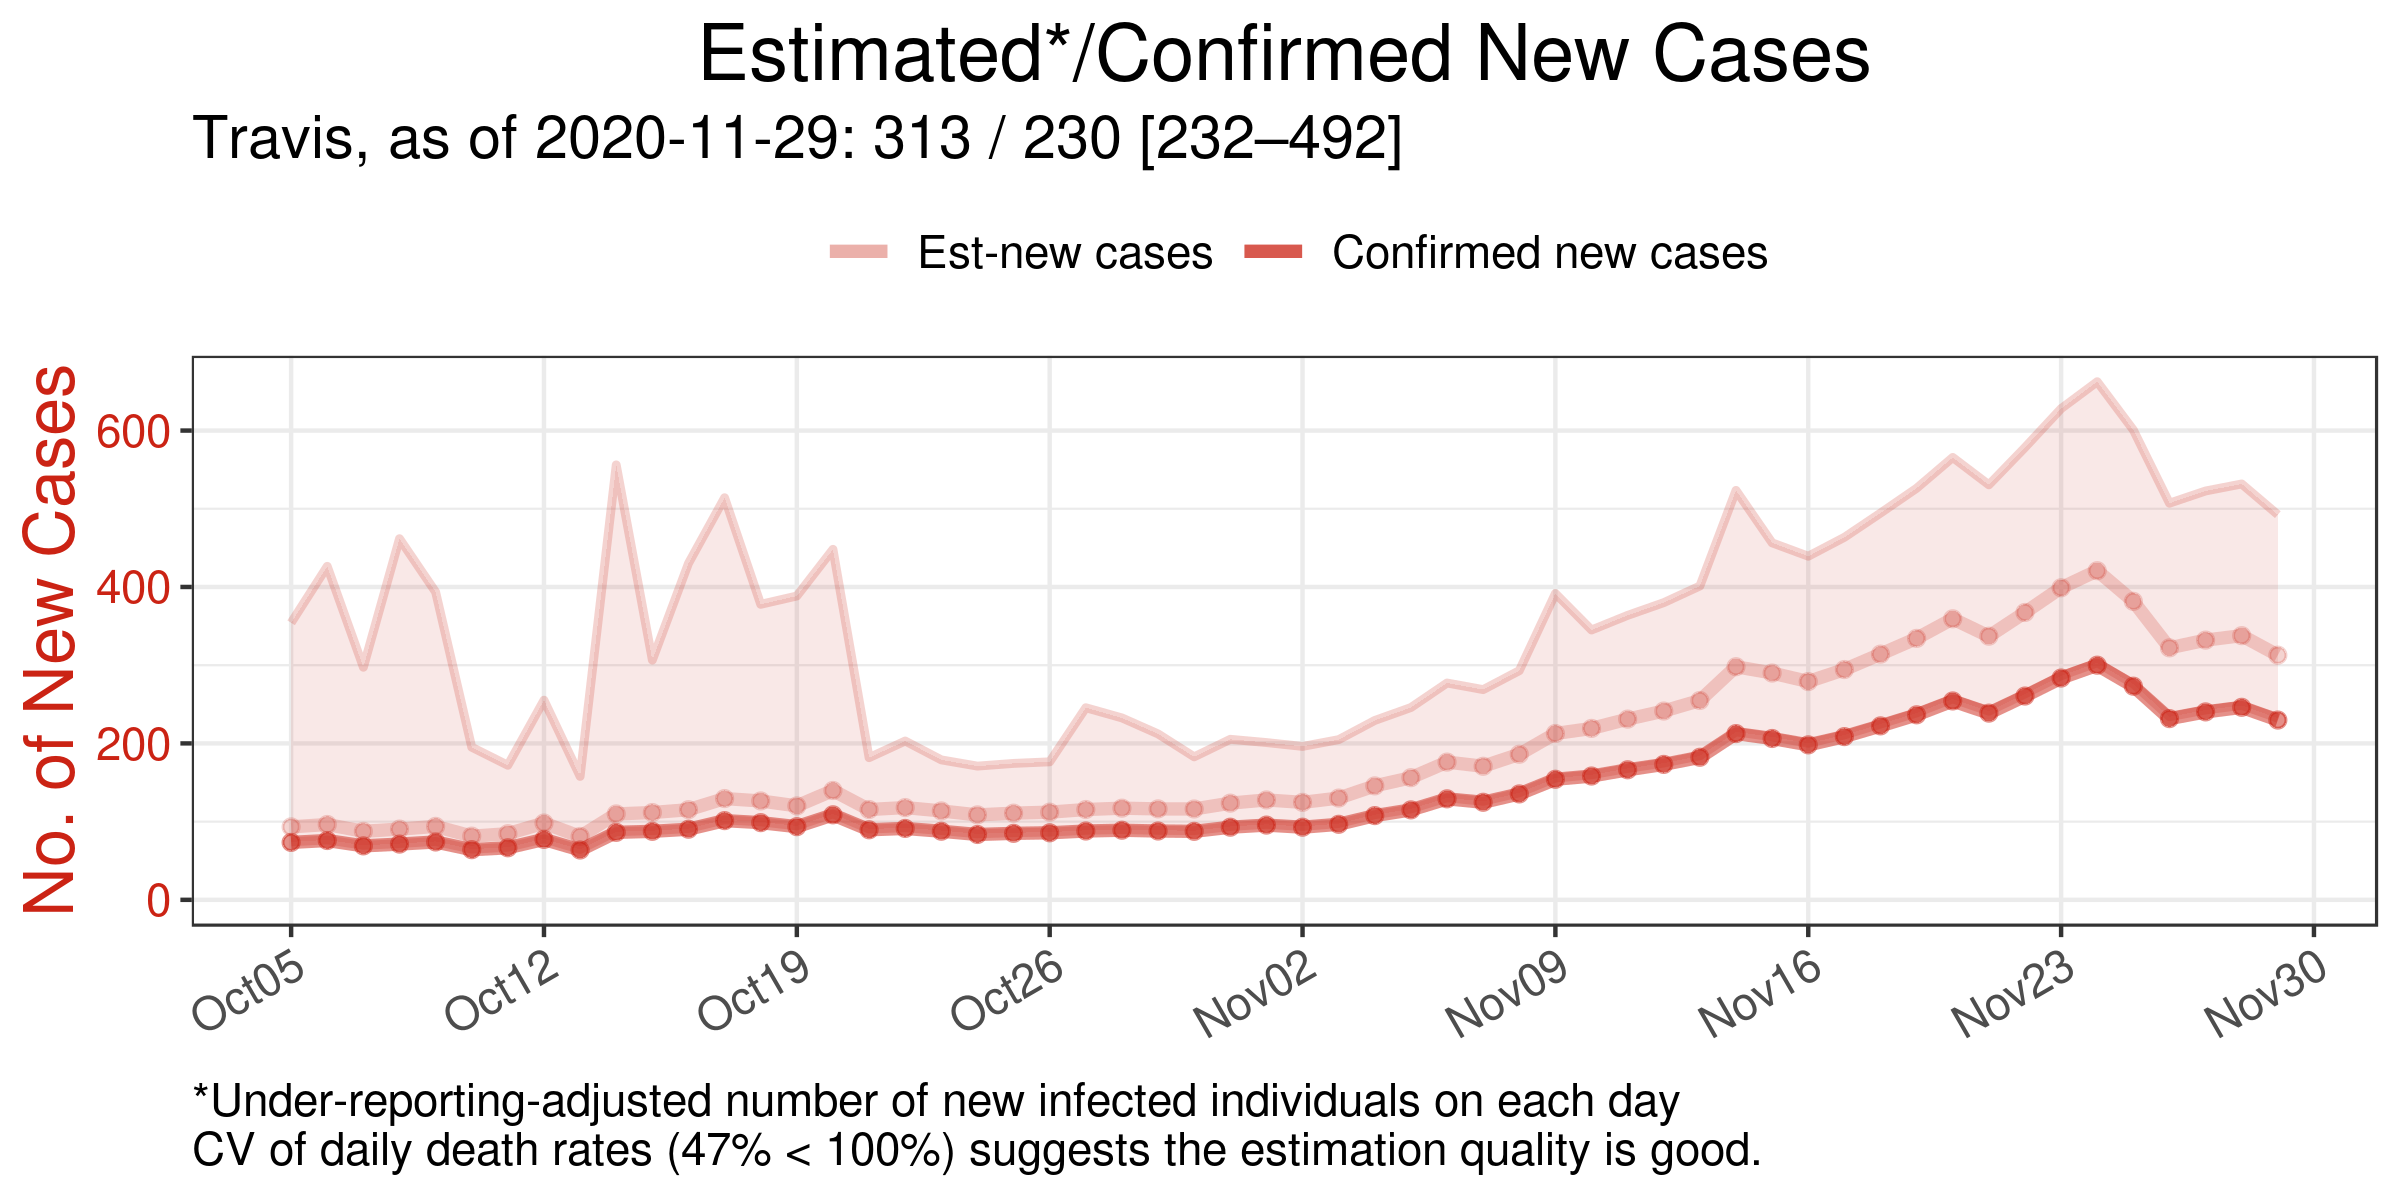 Estimated*/Confirmed New Cases
Travis, as of 2020-11-29: 313 / 230 [232–492]
Est-new cases
Confirmed new cases
No. of New Cases
600
400
200
0
Oct05
Oct12
Oct19
Oct26
Nov02
Nov09
Nov16
Nov23
Nov30
*Under-reporting-adjusted number of new infected individuals on each day
CV of daily death rates (47% < 100%) suggests the estimation quality is good.